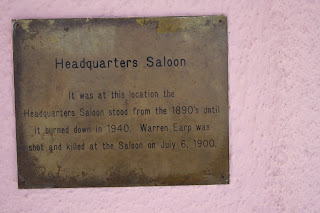 Headquarters Saloon
It was at this location the
Headquarters Saloon stood from the 1890's until
it burned down in 1940. Warren Earp was
shot and killed at the Saloon on July 6, 1900.